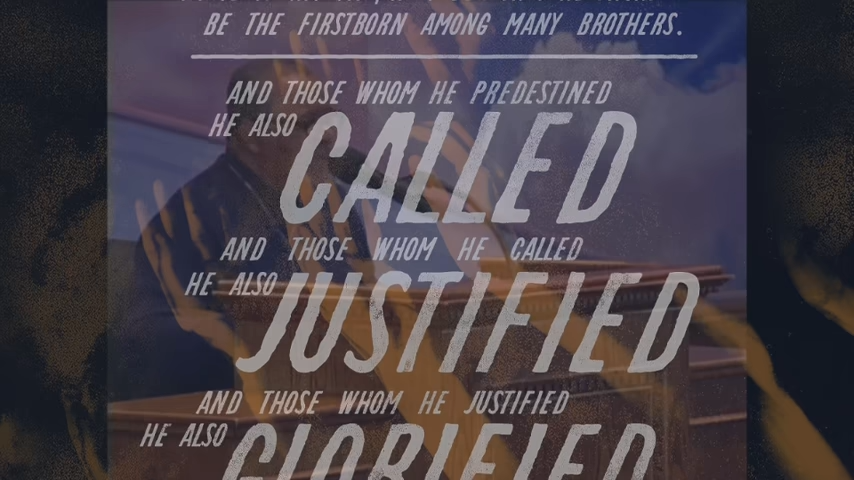 BE THE FIRSTBORN AMONG MANY BROTHERS.
AND THOSE WHOM HE PREDESTINED
HE ALSO CALLED
AND THOSE WHOM HE CALLED
HE ALSO JUSTIFIED
AND THOSE WHOM HE JUSTIFIED
HE ALSO GLORIFIED